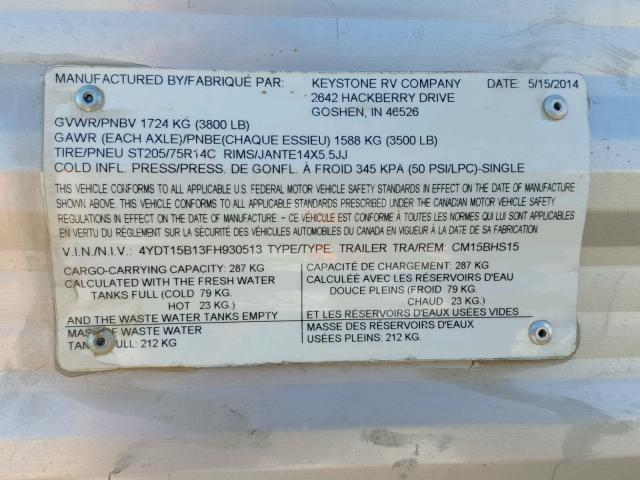 MANUFACTURED BY/FABRIQUÉ PAR: KEYSTONE RV COMPANY DATE: 5/15/2014
2642 HACKBERRY DRIVE
GOSHEN, IN 46526
GVWR/PNBV 1724 KG (3800 LB)
GAWR (EACH AXLE)/PNBE(CHAQUE ESSIEU) 1588 KG (3500 LB)
TIRE/PNEU ST205/75R14C RIMS/JANTE14X5.5JJ
COLD INFL. PRESS/PRESS. DE GONFL. À FROID 345 KPA (50 PSI/LPC)-SINGLE
THIS VEHICLE CONFORMS TO ALL APPLICABLE U.S. FEDERAL MOTOR VEHICLE SAFETY STANDARDS IN EFFECT ON THE DATE OF MANUFACTURE
SHOWN ABOVE. THIS VEHICLE CONFORMS TO ALL APPLICABLE STANDARDS PRESCRIBED UNDER THE CANADIAN MOTOR VEHICLE SAFETY
REGULATIONS IN EFFECT ON THE DATE OF MANUFACTURE ~ CE VÉHICULE EST CONFORME À TOUTES LES NORMES QUI LUI SONT APPLICABLES
EN VERTU DU RÈGLEMENT SUR LA SÉCURITÉ DES VÉHICULES AUTOMOBILES DU CANADA EN VIGUEUR À LA DATE DE SA FABRICATION.
V.I.N./N.I.V.: 4YDT15B13FH930513 TYPE/TYPE: TRAILER TRA/REM: CM15BHS15
CARGO-CARRYING CAPACITY: 287 KG
CALCULATED WITH THE FRESH WATER
TANKS FULL (COLD 79 KG.
HOT 23 KG.)
AND THE WASTE WATER TANKS EMPTY
MASS OF WASTE WATER
TANKS FULL: 212 KG
CAPACITÉ DE CHARGEMENT: 287 KG
CALCULÉE AVEC LES RÉSERVOIRS D'EAU
DOUCE PLEINS (FROID 79 KG.
CHAUD 23 KG.)
ET LES RÉSERVOIRS D'EAUX USÉES VIDES
MASSE DES RÉSERVOIRS D'EAUX
USÉES PLEINS: 212 KG.